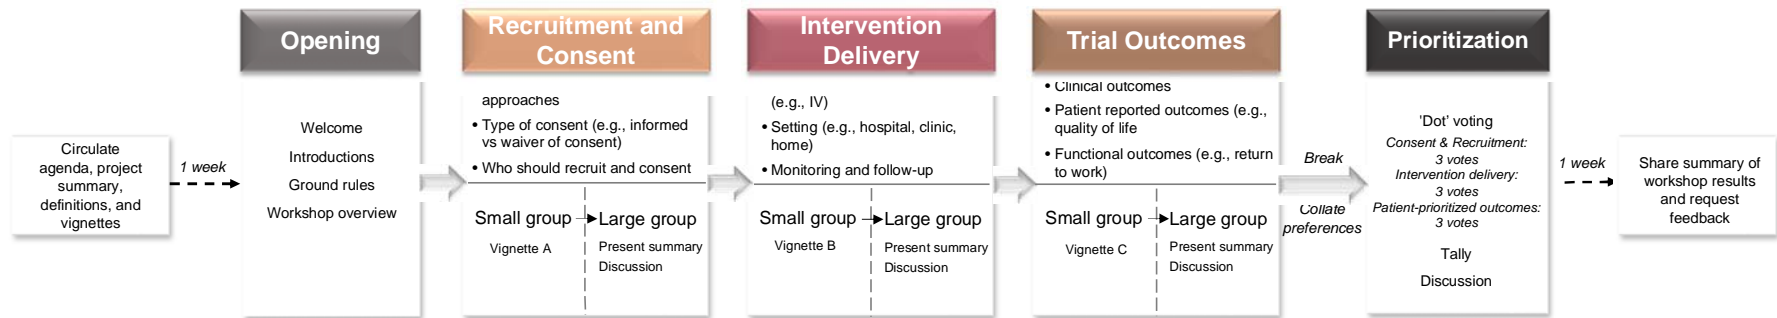 Circulate
agenda, project
summary,
definitions, and
vignettes
1 week
Opening
Welcome
Introductions
Ground rules
Workshop overview
Recruitment and
Consent
approaches
• Type of consent (e.g., informed
vs waiver of consent)
• Who should recruit and consent
Small group
Vignette A
Large group
Present summary
Discussion
Intervention
Delivery
(e.g., IV)
• Setting (e.g., hospital, clinic,
home)
• Monitoring and follow-up
Small group
Vignette B
Large group
Present summary
Discussion
Trial Outcomes
• Clinical outcomes
• Patient reported outcomes (e.g.,
quality of life
• Functional outcomes (e.g., return
to work)
Small group
Vignette C
Large group
Present summary
Discussion
Break
Collate
preferences
Prioritization
'Dot' voting
Consent & Recruitment:
3 votes
Intervention delivery:
3 votes
Patient-prioritized outcomes:
3 votes
Tally
Discussion
1 week
Share summary of
workshop results
and request
feedback